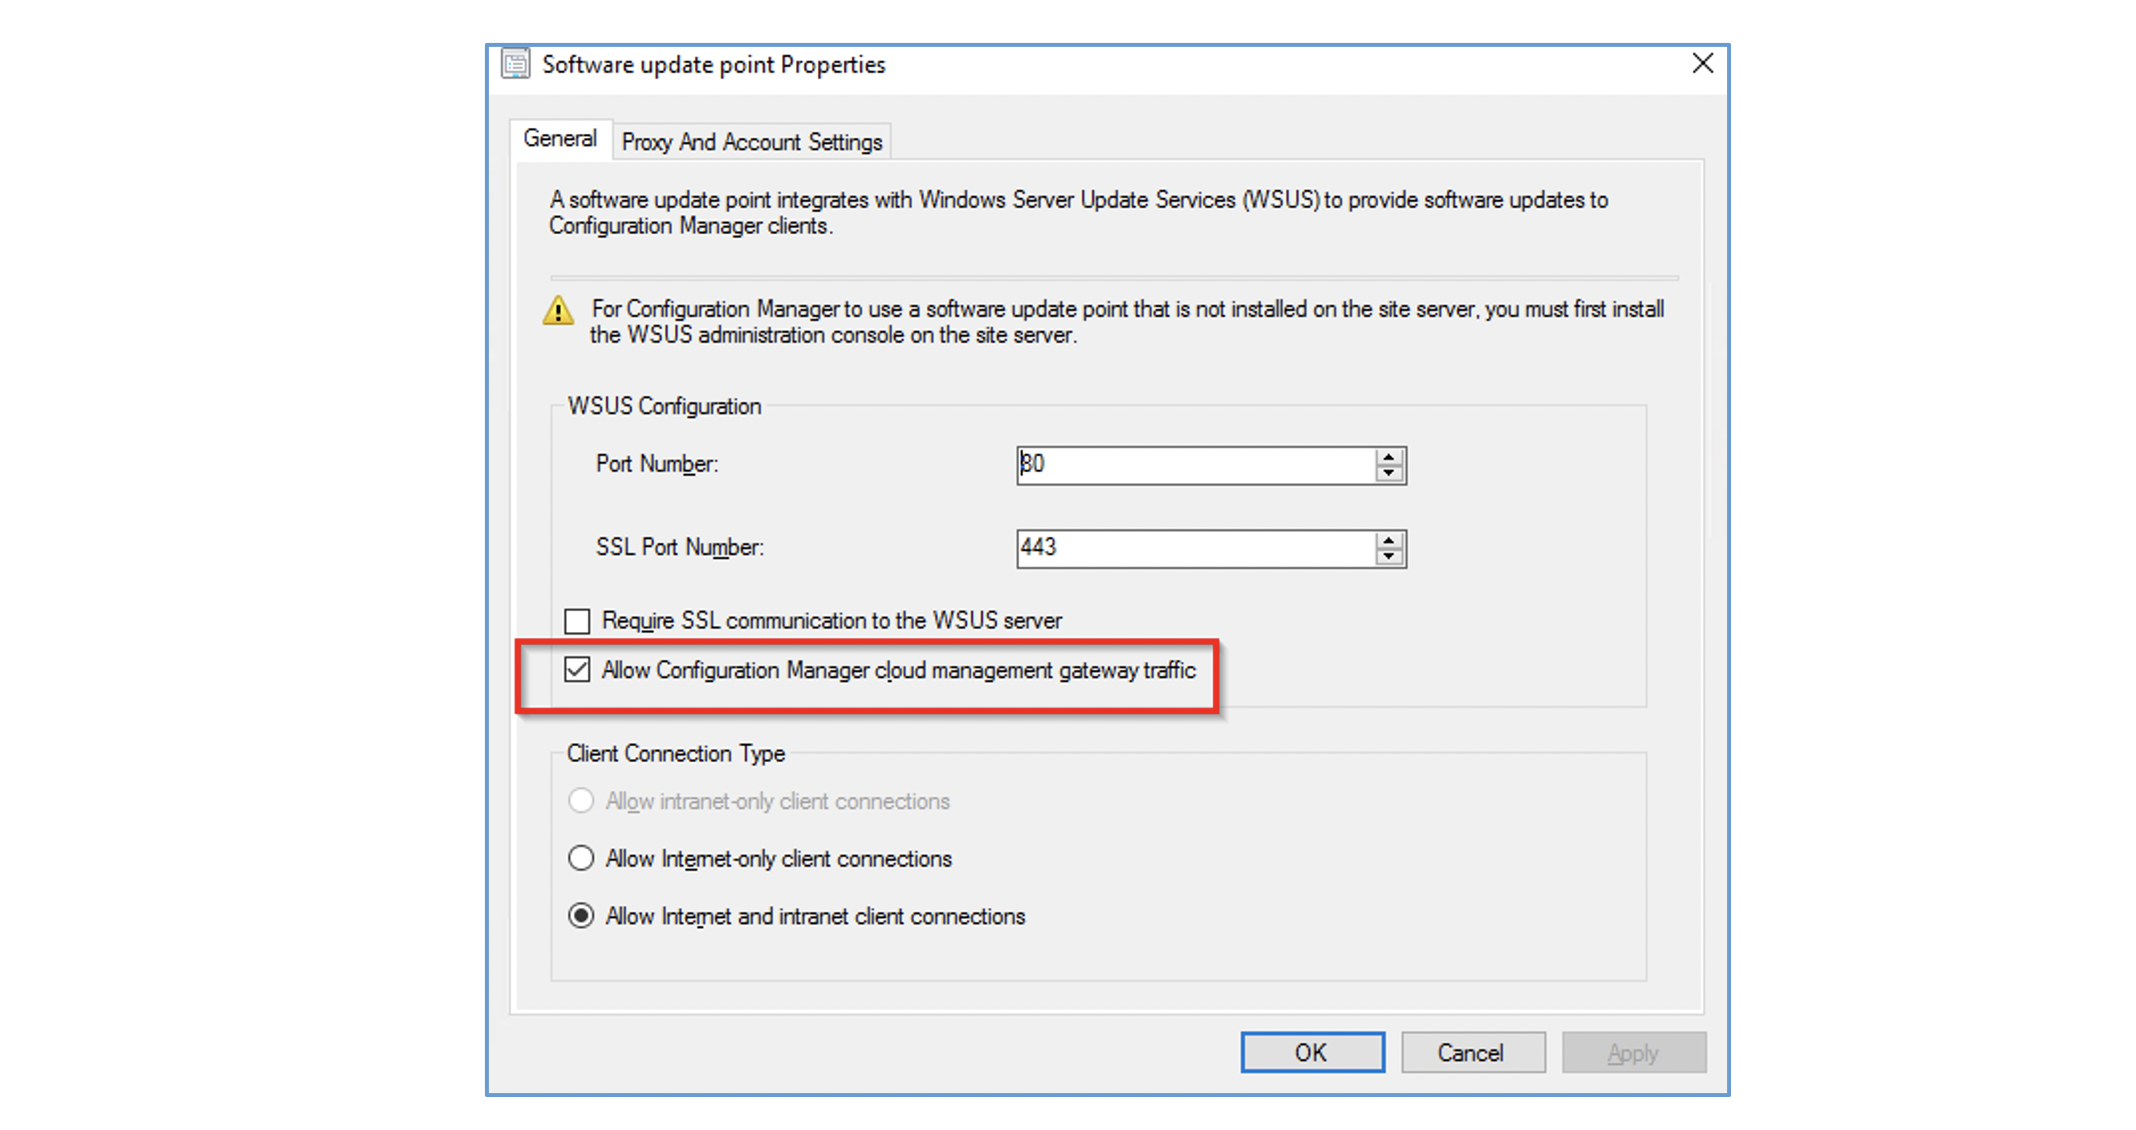 Software update point Properties
General
Proxy And Account Settings
A software update point integrates with Windows Server Update Services (WSUS) to provide software updates to
Configuration Manager clients.
For Configuration Manager to use a software update point that is not installed on the site server, you must first install
the WSUS administration console on the site server.
WSUS Configuration
Port Number:
80
SSL Port Number:
443
Require SSL communication to the WSUS server
Allow Configuration Manager cloud management gateway traffic
Client Connection Type
Allow intranet-only client connections
Allow Internet-only client connections
Allow Internet and intranet client connections
OK
Cancel
Apply